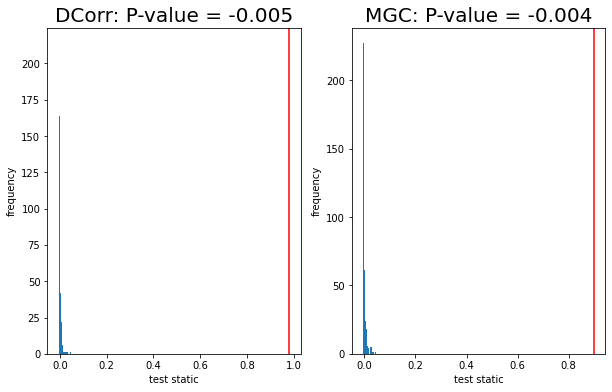 DCorr: P-value = -0.005
MGC: P-value = -0.004
frequency
200
175
150
125
100
75
50
25
0
0.0 0.2 0.4 0.6 0.8 1.0
test static
frequency
200
150
100
50
0
0.0 0.2 0.4 0.6 0.8
test static